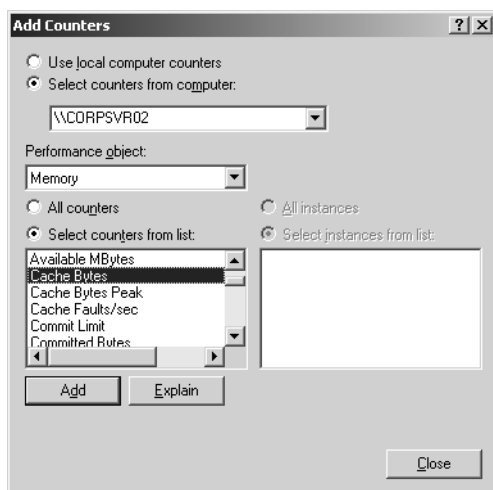 Add Counters
Use local computer counters
Select counters from computer:
\\CORPSVR02
Performance object:
Memory
All counters
All instances
Select counters from list:
Select instances from list:
Available MBytes
Cache Bytes
Cache Bytes Peak
Cache Faults/sec
Commit Limit
Committed Bytes
Add
Explain
Close